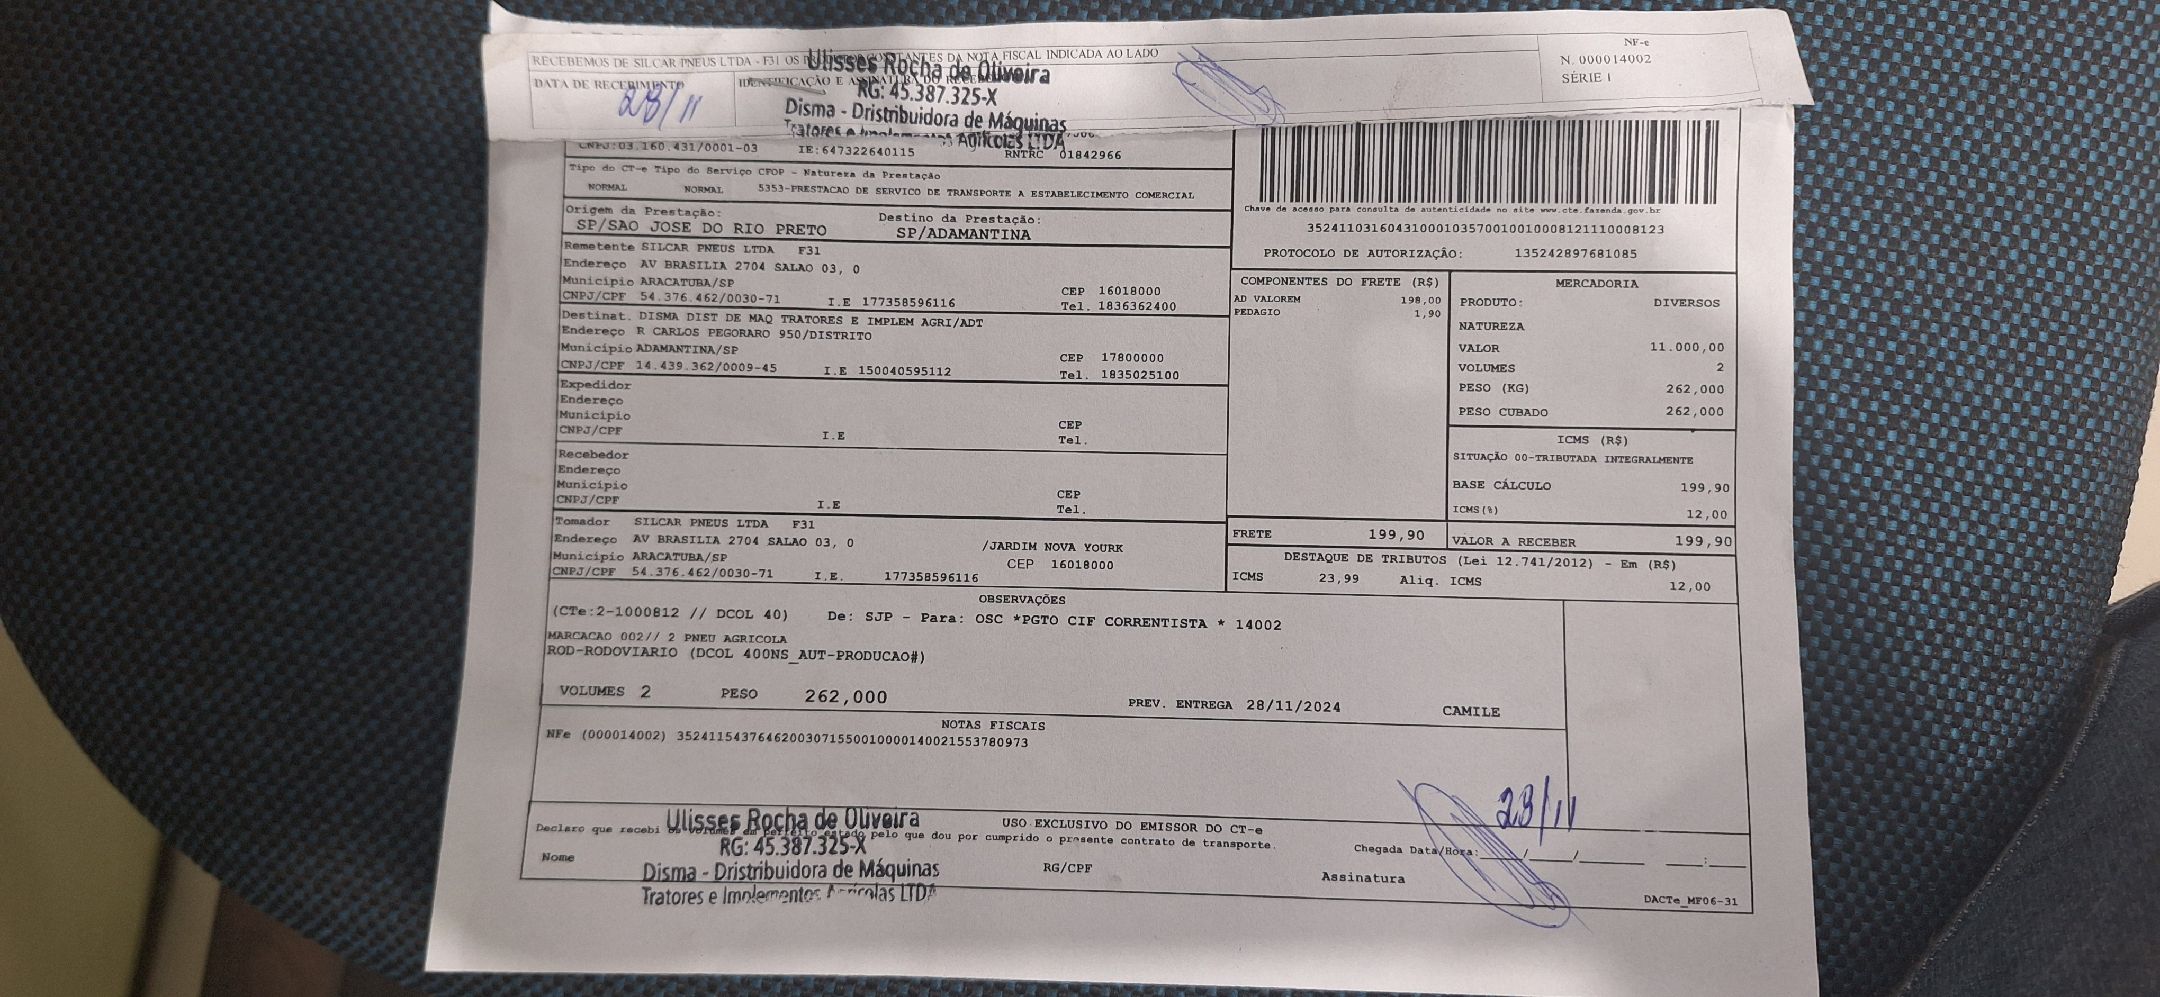 RECEBEMOS DE SILCAR PNEUS LTDA - F31 OS CONSTANTES DA NOTA FISCAL INDICADA AO LADO
NF-e
N. 000014002
SÉRIE 1
DATA DE RECEBIMENTO
28/11
IDENTIFICAÇÃO E
Ulisses Rocha de Oliveira
RG: 45.387.325-X
Disma - Dristribuidora de Máquinas
Tratores e Implementos Agrícolas LTDA
CNPJ:03.160.431/0001-03 IE:647322640115 RNTRC 01842966
Tipo do CT-e Tipo do Serviço CFOP - Natureza da Prestação
NORMAL NORMAL 5353-PRESTACAO DE SERVICO DE TRANSPORTE A ESTABELECIMENTO COMERCIAL
Origem da Prestação: Destino da Prestação:
SP/SAO JOSE DO RIO PRETO SP/ADAMANTINA
Remetente SILCAR PNEUS LTDA F31
Endereço AV BRASILIA 2704 SALAO 03, 0
Município ARACATUBA/SP CEP 16018000
CNPJ/CPF 54.376.462/0030-71 I.E 177358596116 Tel. 1836362400
Destinat. DISMA DIST DE MAQ TRATORES E IMPLEM AGRI/ADT
Endereço R CARLOS PEGORARO 950/DISTRITO
Município ADAMANTINA/SP CEP 17800000
CNPJ/CPF 14.439.362/0009-45 I.E 150040595112 Tel. 1835025100
Expedidor
Endereço
Município CEP
CNPJ/CPF I.E Tel.
Recebedor
Endereço
Município CEP
CNPJ/CPF I.E Tel.
Tomador SILCAR PNEUS LTDA F31
Endereço AV BRASILIA 2704 SALAO 03, 0 /JARDIM NOVA YOURK
Município ARACATUBA/SP CEP 16018000
CNPJ/CPF 54.376.462/0030-71 I.E. 177358596116
Chave de acesso para consulta de autenticidade no site www.cte.fazenda.gov.br
35241103160431000103570010010008121110008123
PROTOCOLO DE AUTORIZAÇÃO: 135242897681085
COMPONENTES DO FRETE (R$)
AD VALOREM 198,00
PEDAGIO 1,90
MERCADORIA
PRODUTO: DIVERSOS
NATUREZA
VALOR 11.000,00
VOLUMES 2
PESO (KG) 262,000
PESO CUBADO 262,000
ICMS (R$)
SITUAÇÃO 00-TRIBUTADA INTEGRALMENTE
BASE CÁLCULO 199,90
ICMS(%) 12,00
FRETE 199,90 VALOR A RECEBER 199,90
DESTAQUE DE TRIBUTOS (Lei 12.741/2012) - Em (R$)
ICMS 23,99 Aliq. ICMS 12,00
OBSERVAÇÕES
(CTe:2-1000812 // DCOL 40) De: SJP - Para: OSC *PGTO CIF CORRENTISTA * 14002
MARCACAO 002// 2 PNEU AGRICOLA
ROD-RODOVIARIO (DCOL 400NS_AUT-PRODUCAO#)
VOLUMES 2 PESO 262,000 PREV. ENTREGA 28/11/2024 CAMILE
NOTAS FISCAIS
NFe (000014002) 35241154376462003071550010000140021553780973
USO EXCLUSIVO DO EMISSOR DO CT-e
Declaro que recebi os volumes em perfeito estado pelo que dou por cumprido o presente contrato de transporte.
Nome RG/CPF
Ulisses Rocha de Oliveira
RG: 45.387.325-X
Disma - Dristribuidora de Máquinas
Tratores e Implementos Agrícolas LTDA
28/11
Chegada Data/Hora: ____/____/______ ____:____
Assinatura
DACTe_MF06-31